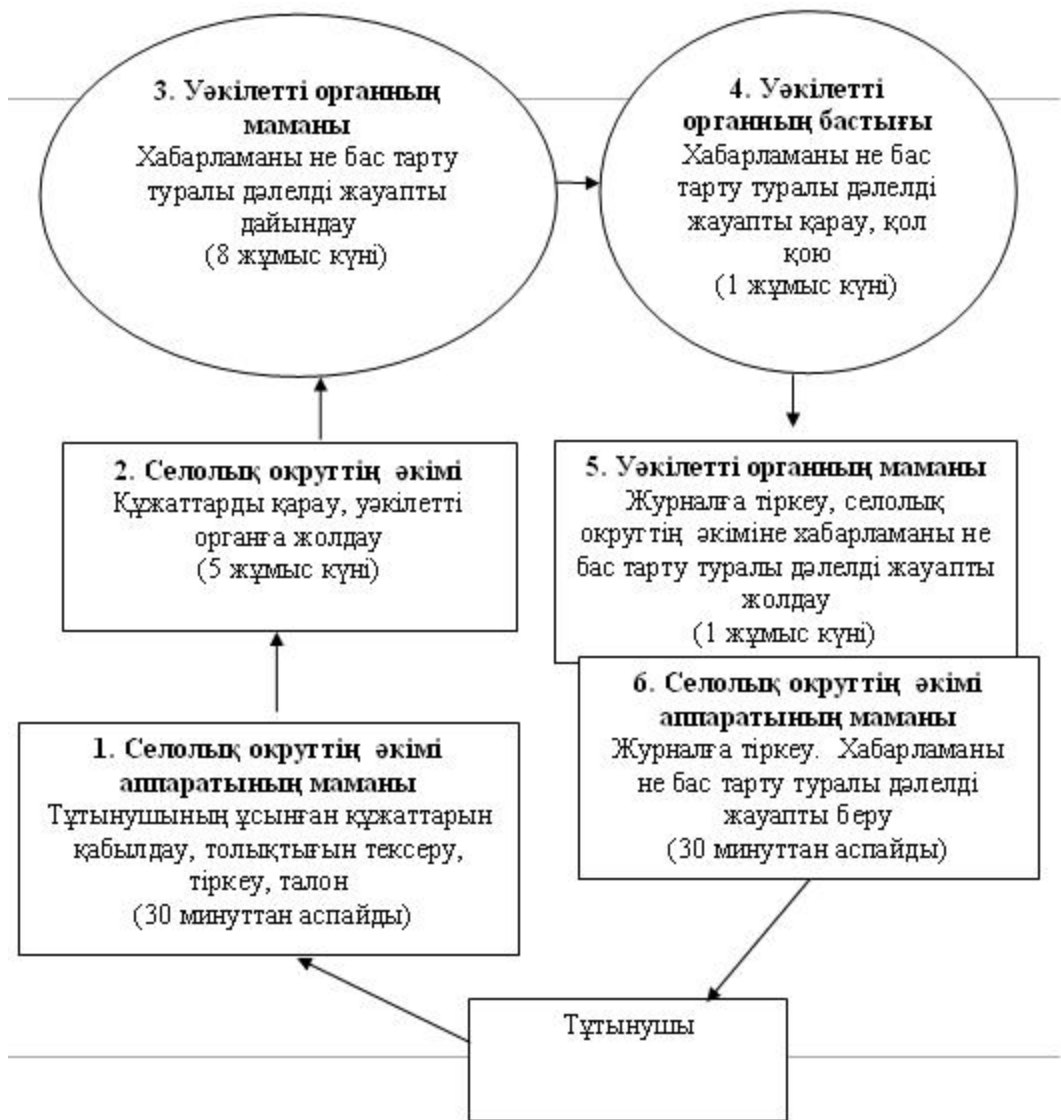 3. Уәкілетті органның
маманы
Хабарламаны не бас тарту
туралы дәлелді жауапты
дайындау
(8 жұмыс күні)
4. Уәкілетті
органның бастығы
Хабарламаны не бас
тарту туралы дәлелді
жауапты қарау, қол
қою
(1 жұмыс күні)
2. Селолық округтің әкімі
Құжаттарды қарау, уәкілетті
органға жолдау
(5 жұмыс күні)
5. Уәкілетті органның маманы
Журналға тіркеу, селолық
округтің әкіміне хабарламаны не
бас тарту туралы дәлелді жауапты
жолдау
(1 жұмыс күні)
6. Селолық округтің әкімі
аппаратының маманы
Журналға тіркеу. Хабарламаны
не бас тарту туралы дәлелді
жауапты беру
(30 минуттан аспайды)
1. Селолық округтің әкімі
аппаратының маманы
Тұтынушының ұсынған құжаттарын
қабылдау, толықтығын тексеру,
тіркеу, талон
(30 минуттан аспайды)
Тұтынушы